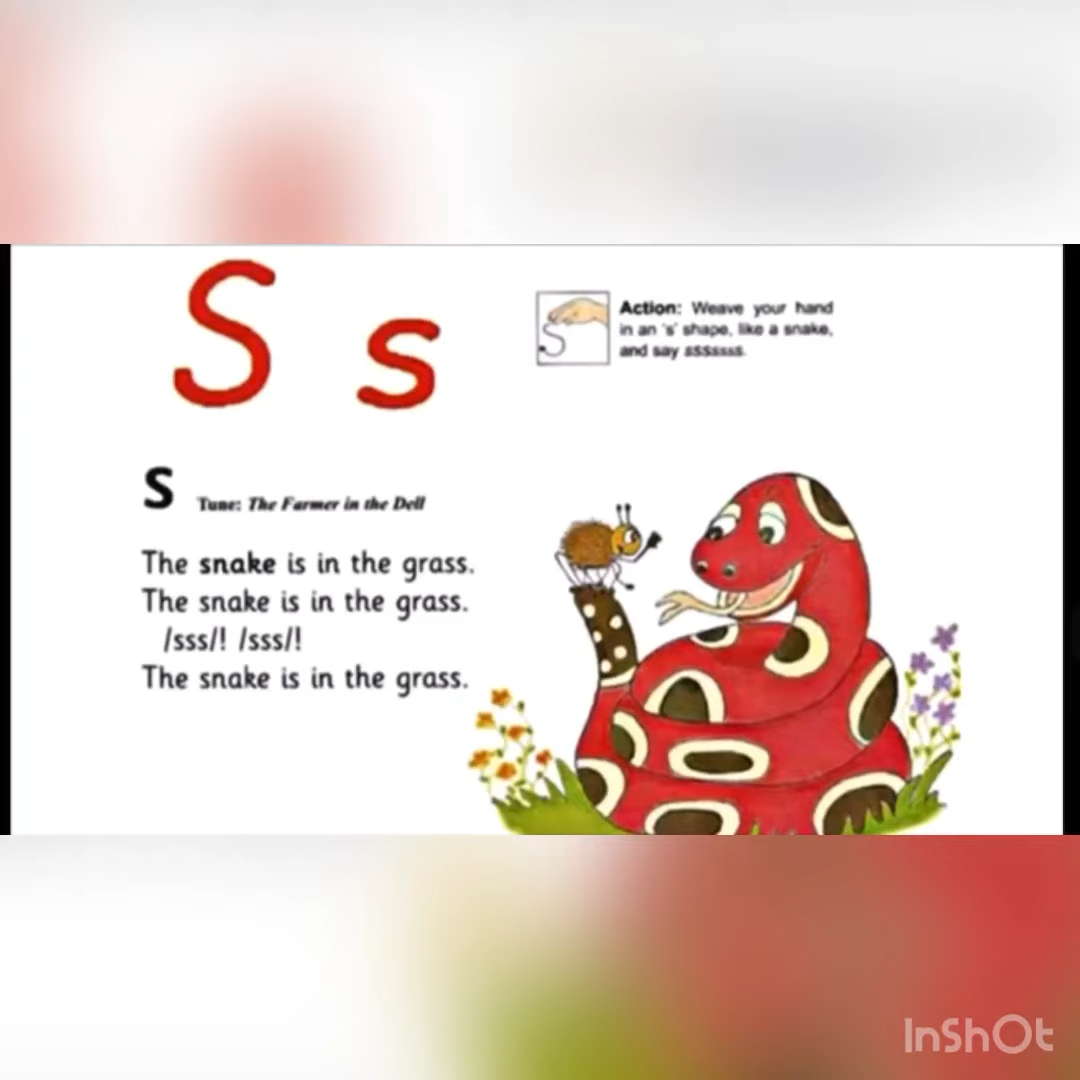 S s
Action: Weave your hand
in an 's' shape, like a snake,
and say ssssss.
s Tune: The Farmer in the Dell
The snake is in the grass.
The snake is in the grass.
/sss/! /sss/!
The snake is in the grass.
InShOt